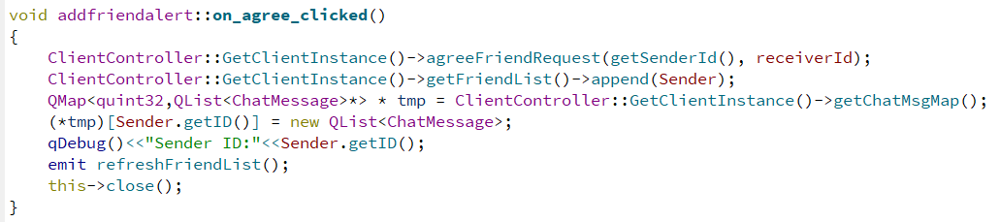 void addfriendalert::on_agree_clicked()
{
    ClientController::GetClientInstance()->agreeFriendRequest(getSenderId(), receiverId);
    ClientController::GetClientInstance()->getFriendList()->append(Sender);
    QMap<quint32,QList<ChatMessage>*> * tmp = ClientController::GetClientInstance()->getChatMsgMap();
    (*tmp)[Sender.getID()] = new QList<ChatMessage>;
    qDebug()<<"Sender ID:"<<Sender.getID();
    emit refreshFriendList();
    this->close();
}